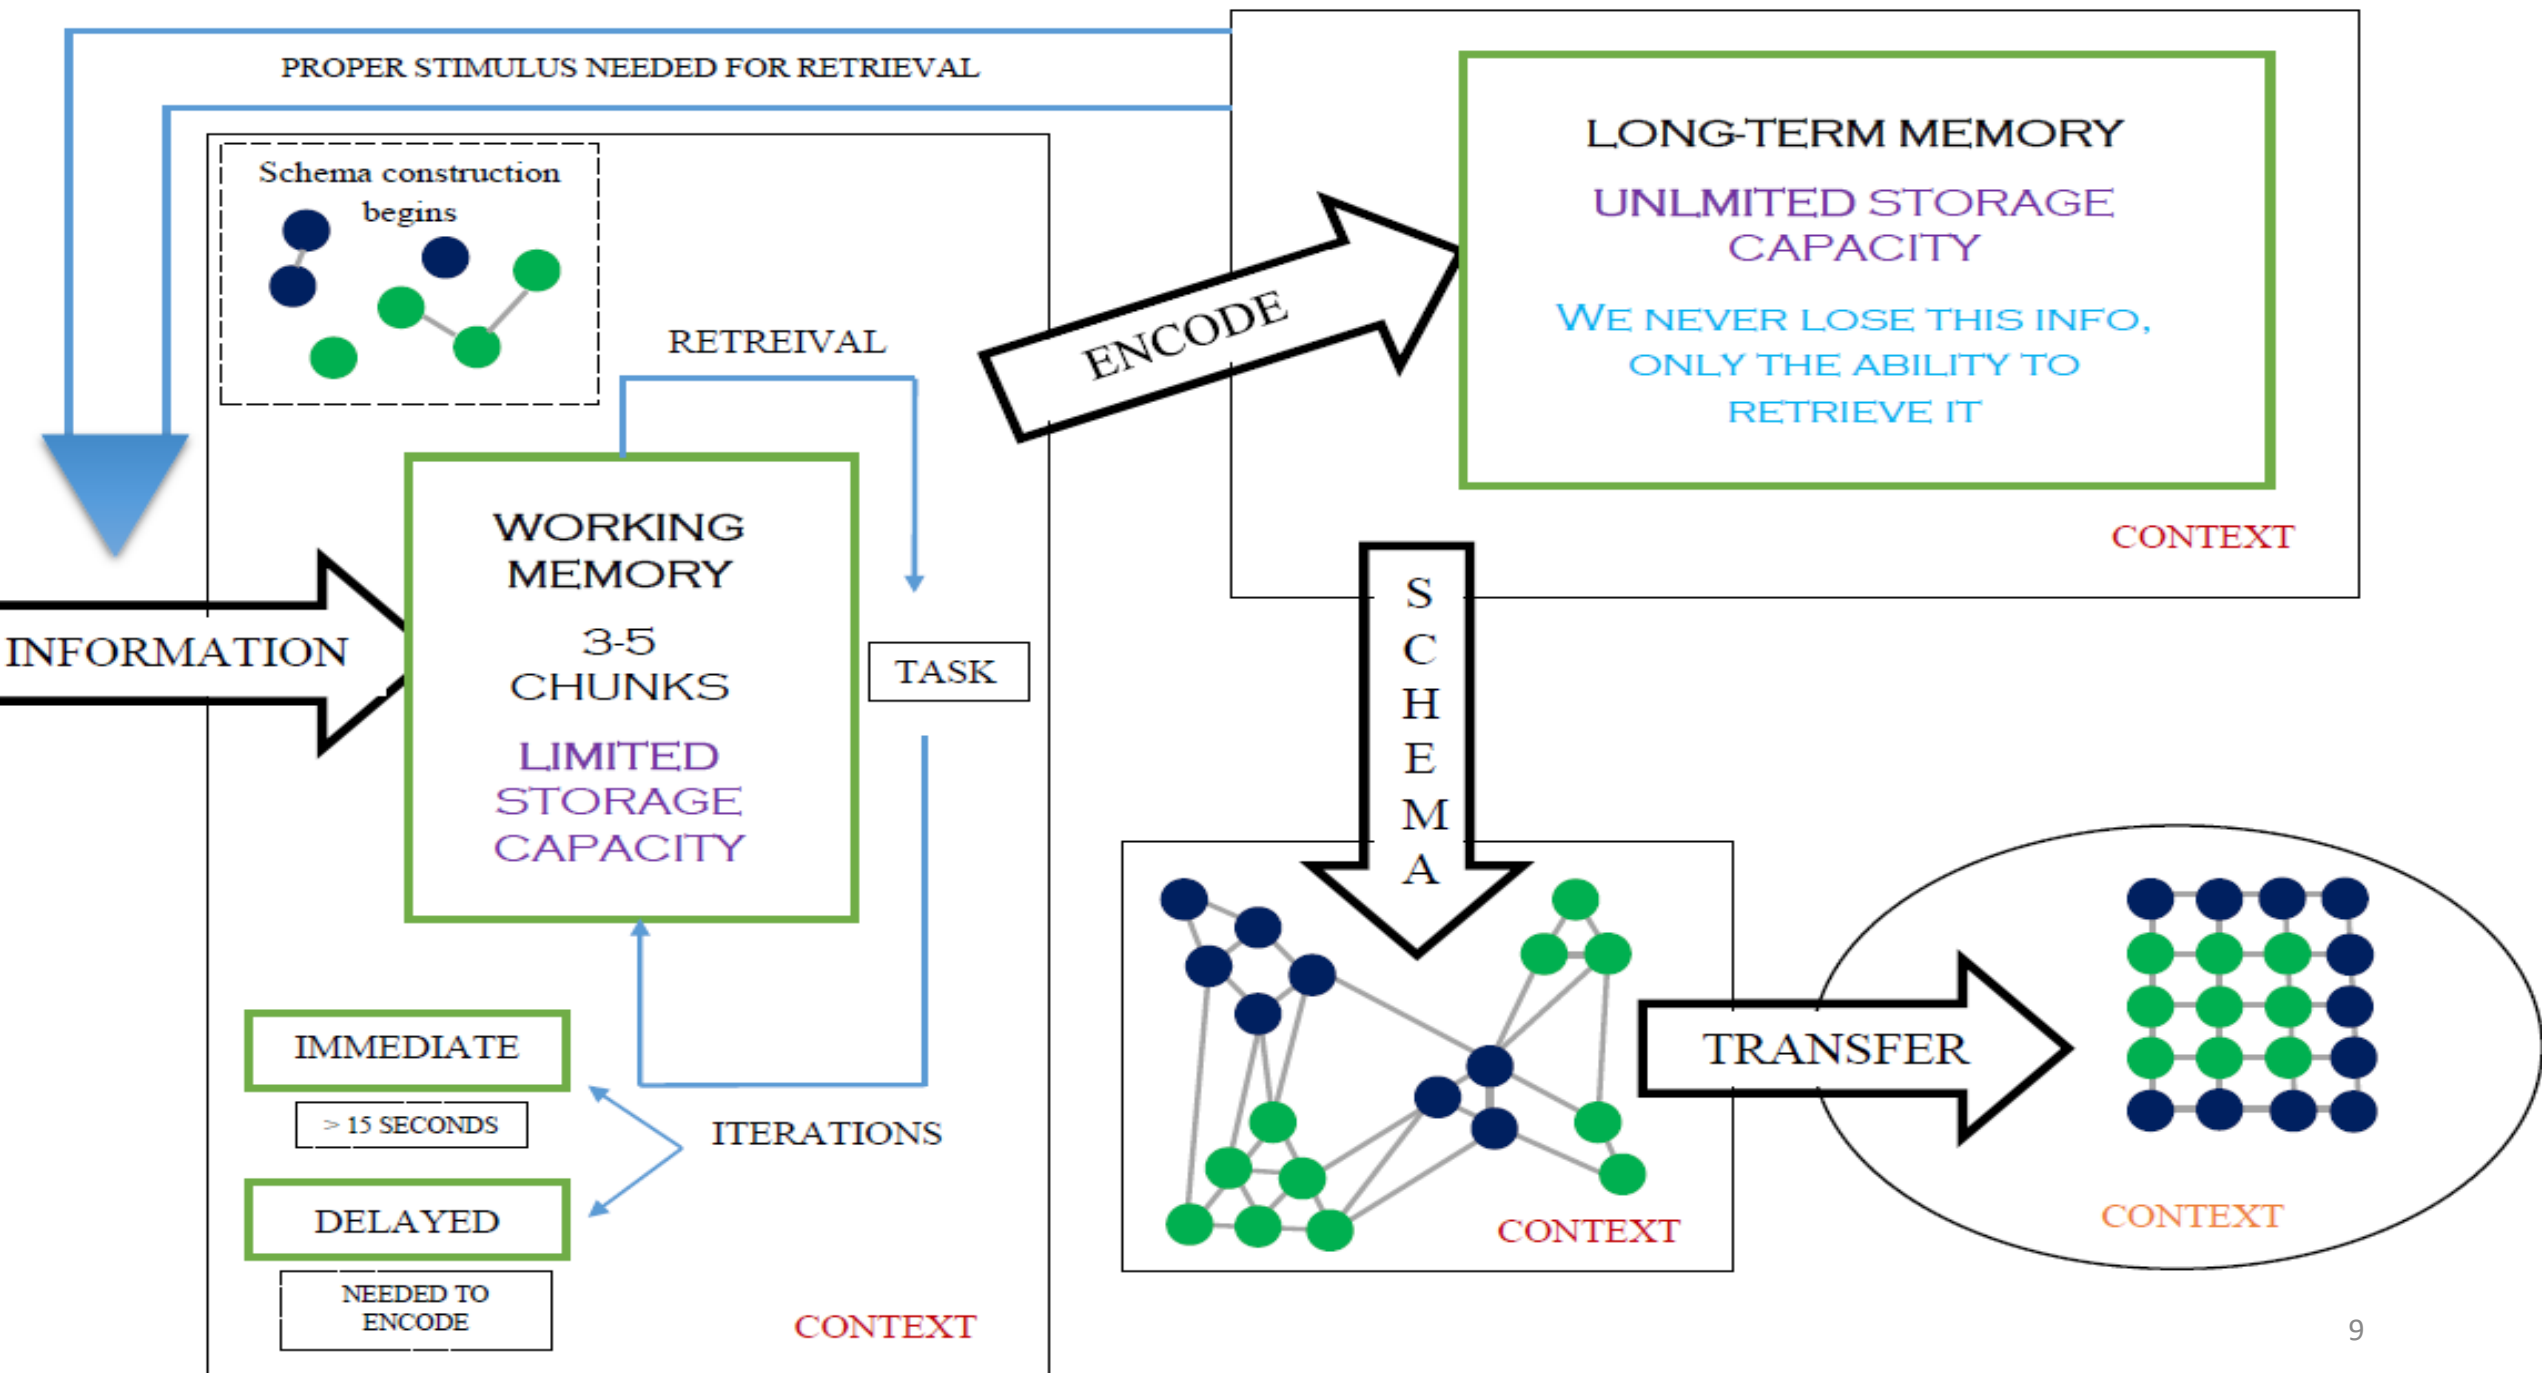 PROPER STIMULUS NEEDED FOR RETRIEVAL
Schema construction
begins
RETREIVAL
INFORMATION
WORKING
MEMORY
3-5
CHUNKS
LIMITED
STORAGE
CAPACITY
TASK
IMMEDIATE
> 15 SECONDS
ITERATIONS
DELAYED
NEEDED TO
ENCODE
CONTEXT
ENCODE
LONG-TERM MEMORY
UNLMITED STORAGE
CAPACITY
WE NEVER LOSE THIS INFO,
ONLY THE ABILITY TO
RETRIEVE IT
CONTEXT
S
C
H
E
M
A
CONTEXT
TRANSFER
CONTEXT
9